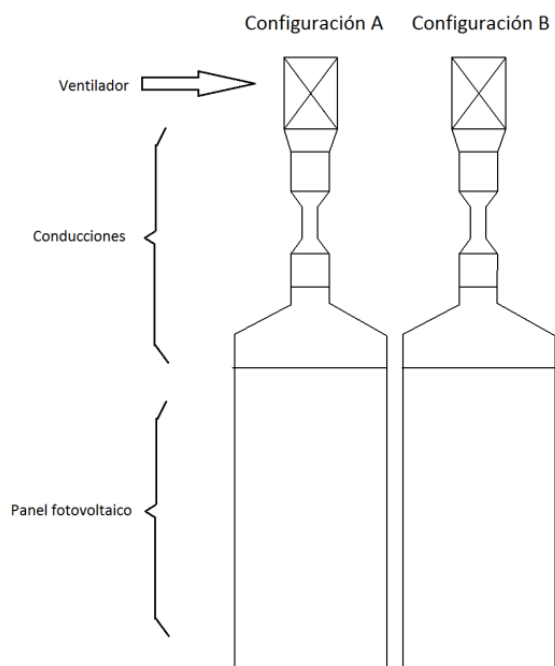 Configuración A
Configuración B
Ventilador
Conducciones
Panel fotovoltaico